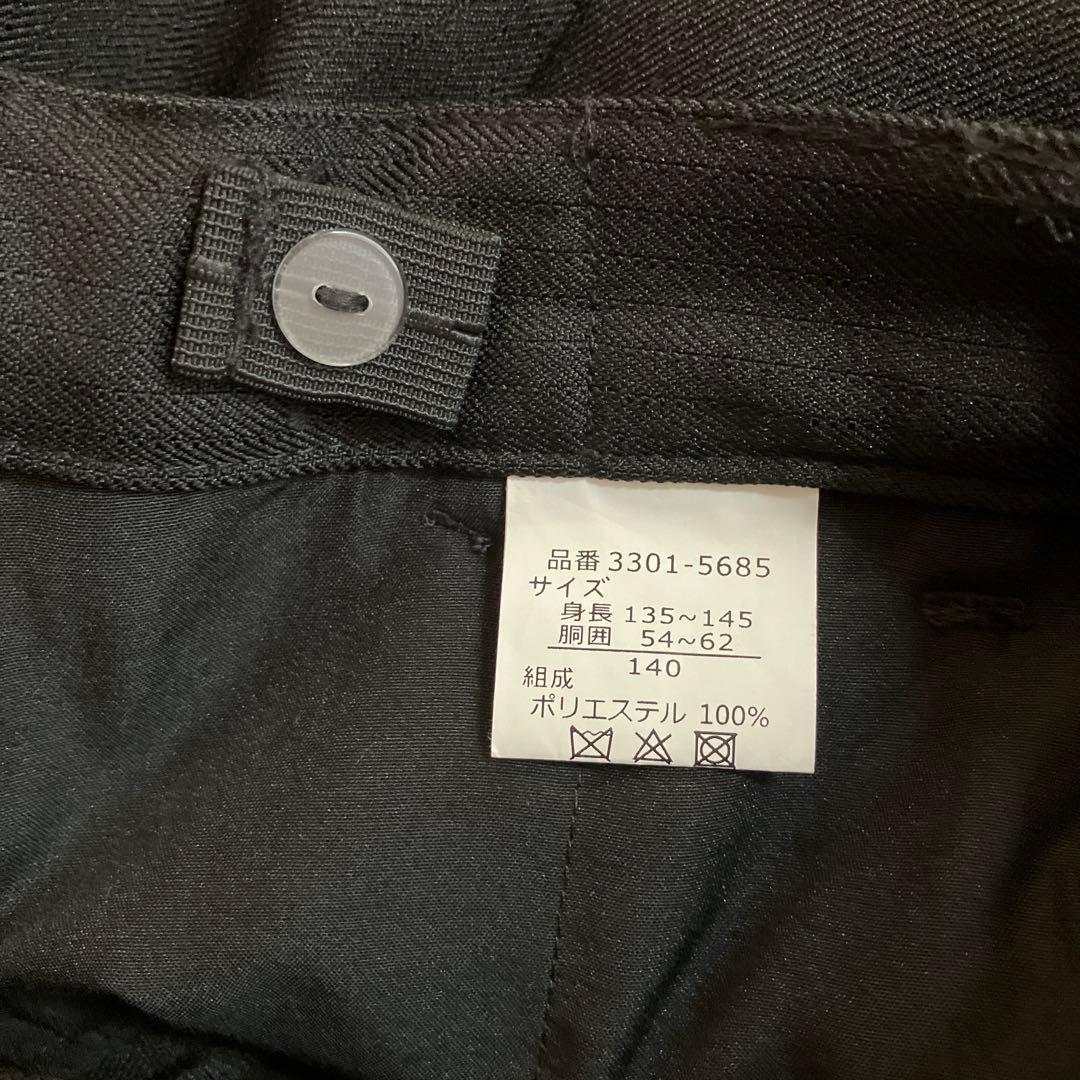 品番 3301-5685
サイズ
身長 135~145
胴囲 54~62
140
組成
ポリエステル 100%